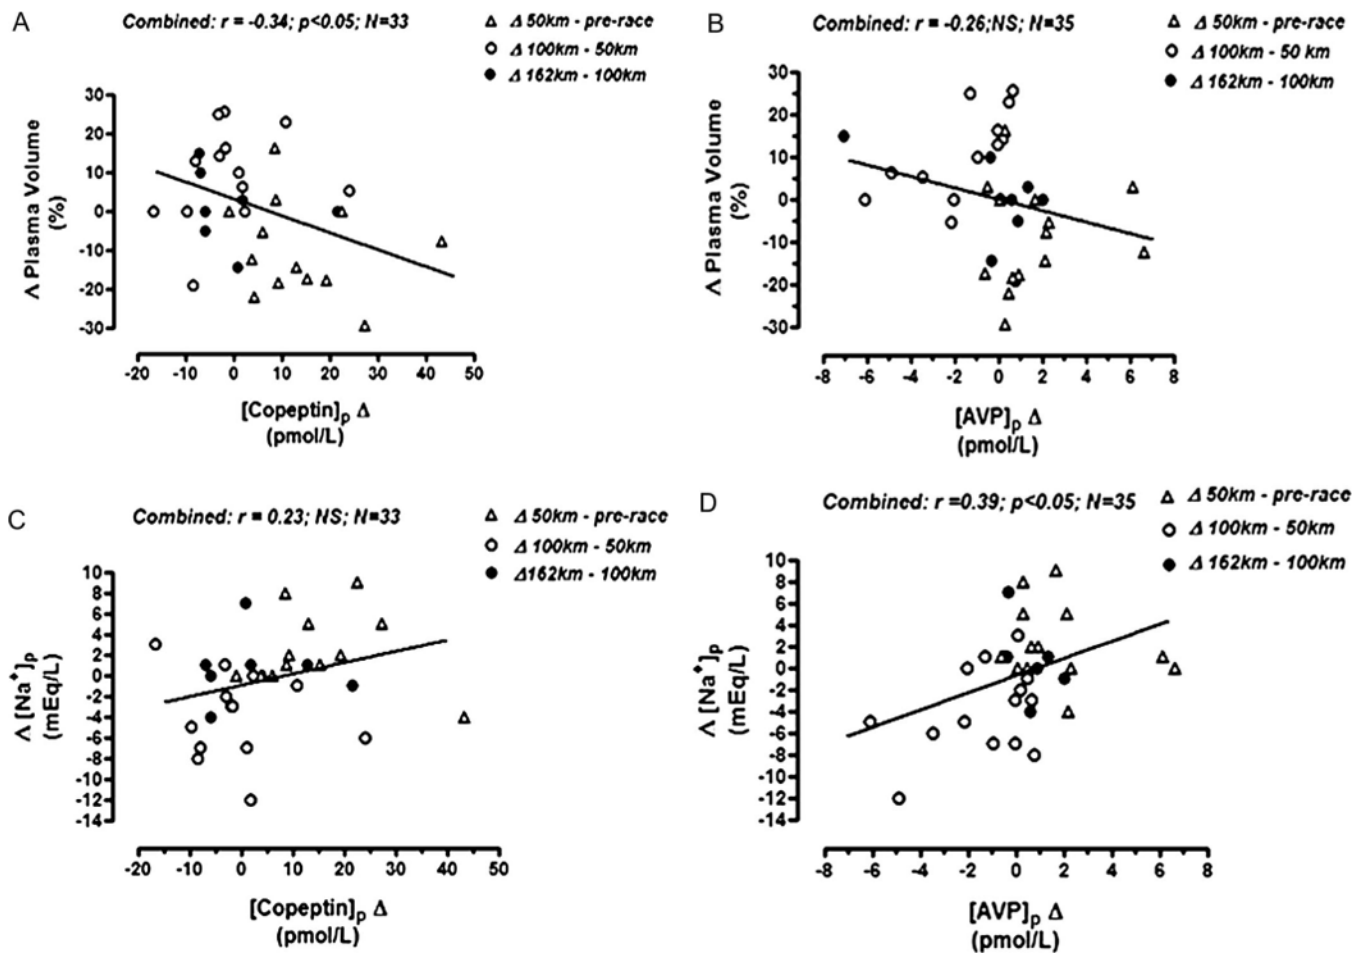 A
Combined: r = -0.34; p<0.05; N=33
Δ 50km - pre-race
Δ 100km - 50km
Δ 162km - 100km
30
20
10
0
-10
-20
-30
Λ Plasma Volume
(%)
-20 -10 0 10 20 30 40 50
[Copeptin]p Δ
(pmol/L)
B
Combined: r = -0.26;NS; N=35
Δ 50km - pre-race
Δ 100km - 50 km
Δ 162km - 100km
30
20
10
0
-10
-20
-30
Λ Plasma Volume
(%)
-8 -6 -4 -2 0 2 4 6 8
[AVP]p Δ
(pmol/L)
C
Combined: r = 0.23; NS; N=33
Δ 50km - pre-race
Δ 100km - 50km
Δ162km - 100km
10
8
6
4
2
0
-2
-4
-6
-8
-10
-12
-14
Λ [Na+]p
(mEq/L)
-20 -10 0 10 20 30 40 50
[Copeptin]p Δ
(pmol/L)
D
Combined: r =0.39; p<0.05; N=35
Δ 50km - pre-race
Δ 100km - 50km
Δ 162km - 100km
10
8
6
4
2
0
-2
-4
-6
-8
-10
-12
-14
Λ [Na+]p
(mEq/L)
-8 -6 -4 -2 0 2 4 6 8
[AVP]p Δ
(pmol/L)